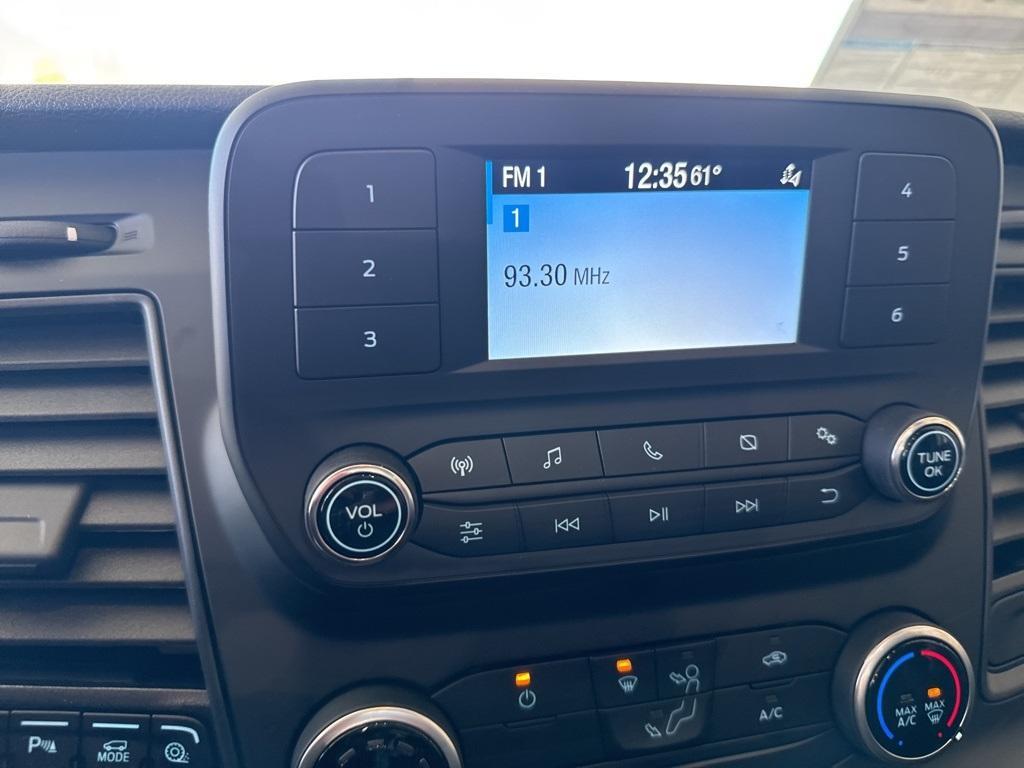 FM 1 12:35 61°
1
93.30 MHz
1
2
3
4
5
6
VOL
TUNE
OK
A/C
MAX
A/C
MAX
P
MODE